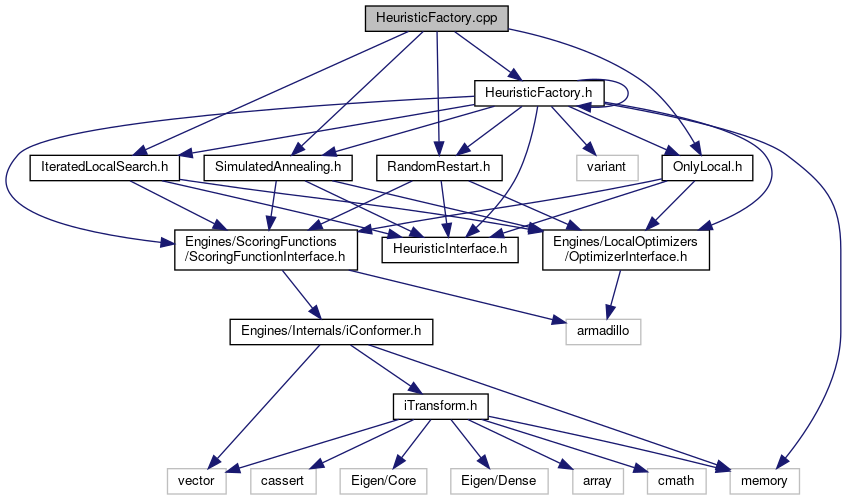 HeuristicFactory.cpp
HeuristicFactory.h
IteratedLocalSearch.h
SimulatedAnnealing.h
RandomRestart.h
variant
OnlyLocal.h
Engines/ScoringFunctions
/ScoringFunctionInterface.h
HeuristicInterface.h
Engines/LocalOptimizers
/OptimizerInterface.h
Engines/Internals/iConformer.h
armadillo
iTransform.h
vector
cassert
Eigen/Core
Eigen/Dense
array
cmath
memory